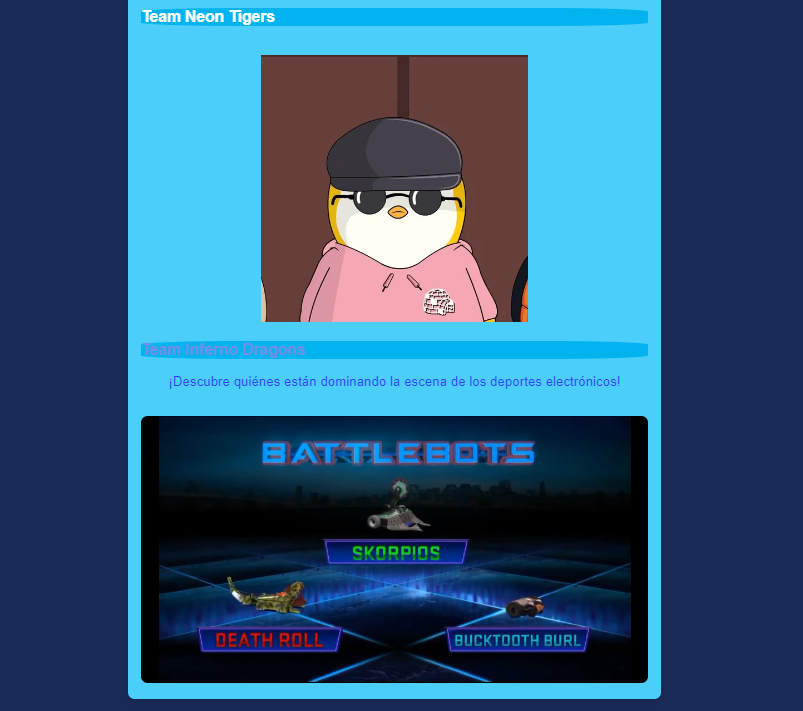 Team Neon Tigers
Team Inferno Dragons
¡Descubre quiénes están dominando la escena de los deportes electrónicos!
BATTLEBOTS
SKORPIOS
DEATH ROLL
BUCKTOOTH BURL